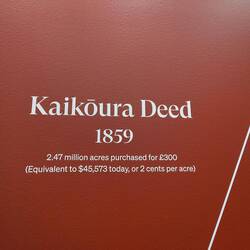 Kaikōura Deed
1859
2.47 million acres purchased for £300
(Equivalent to $45,573 today, or 2 cents per acre)